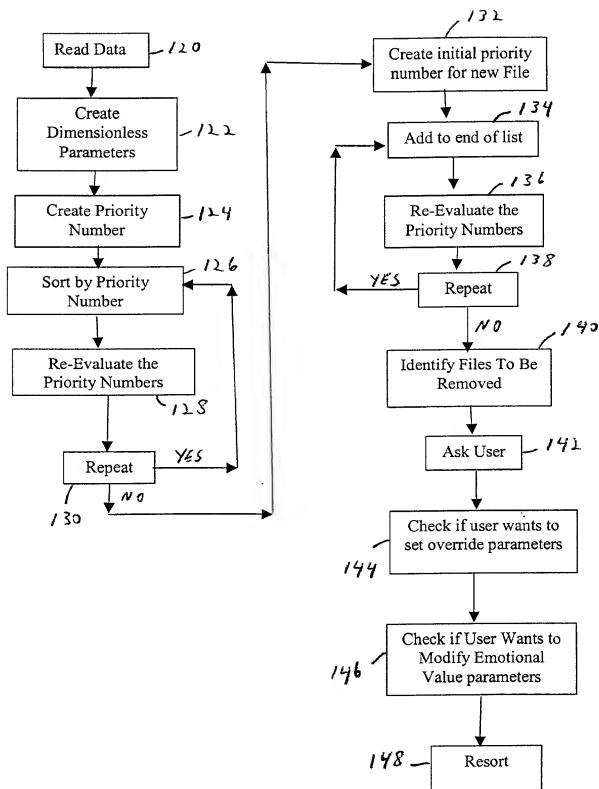 Read Data
120
Create
Dimensionless
Parameters
122
Create Priority
Number
124
126
Sort by Priority
Number
Re-Evaluate the
Priority Numbers
128
Repeat
YES
130
NO
132
Create initial priority
number for new File
134
Add to end of list
136
Re-Evaluate the
Priority Numbers
138
YES
Repeat
NO
140
Identify Files To Be
Removed
Ask User
142
Check if user wants to
set override parameters
144
Check if User Wants to
Modify Emotional
Value parameters
146
148
Resort